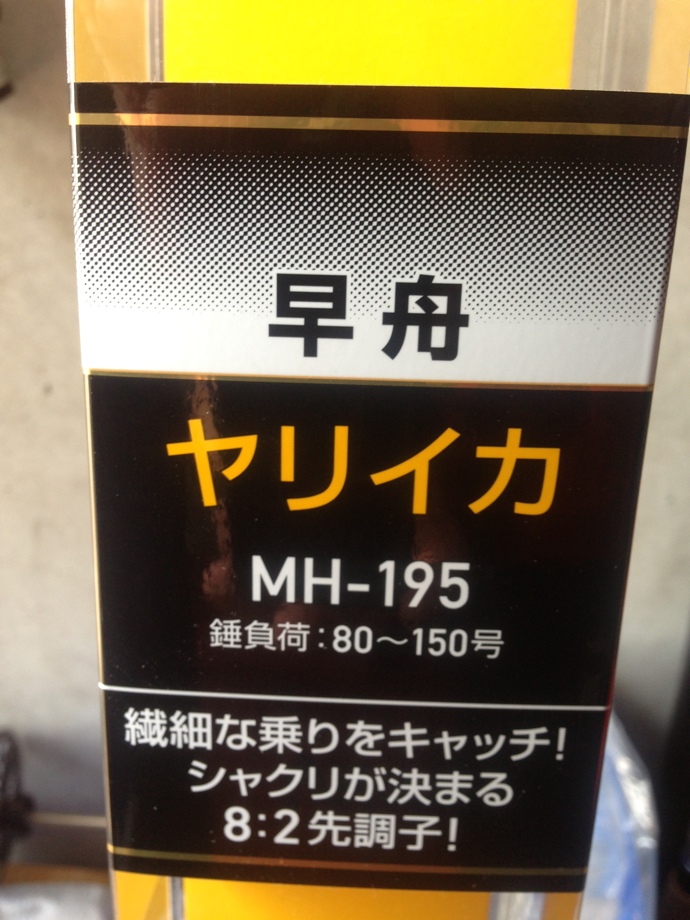 早舟
ヤリイカ
MH-195
錘負荷:80〜150号
繊細な乗りをキャッチ!
シャクリが決まる
8:2先調子!